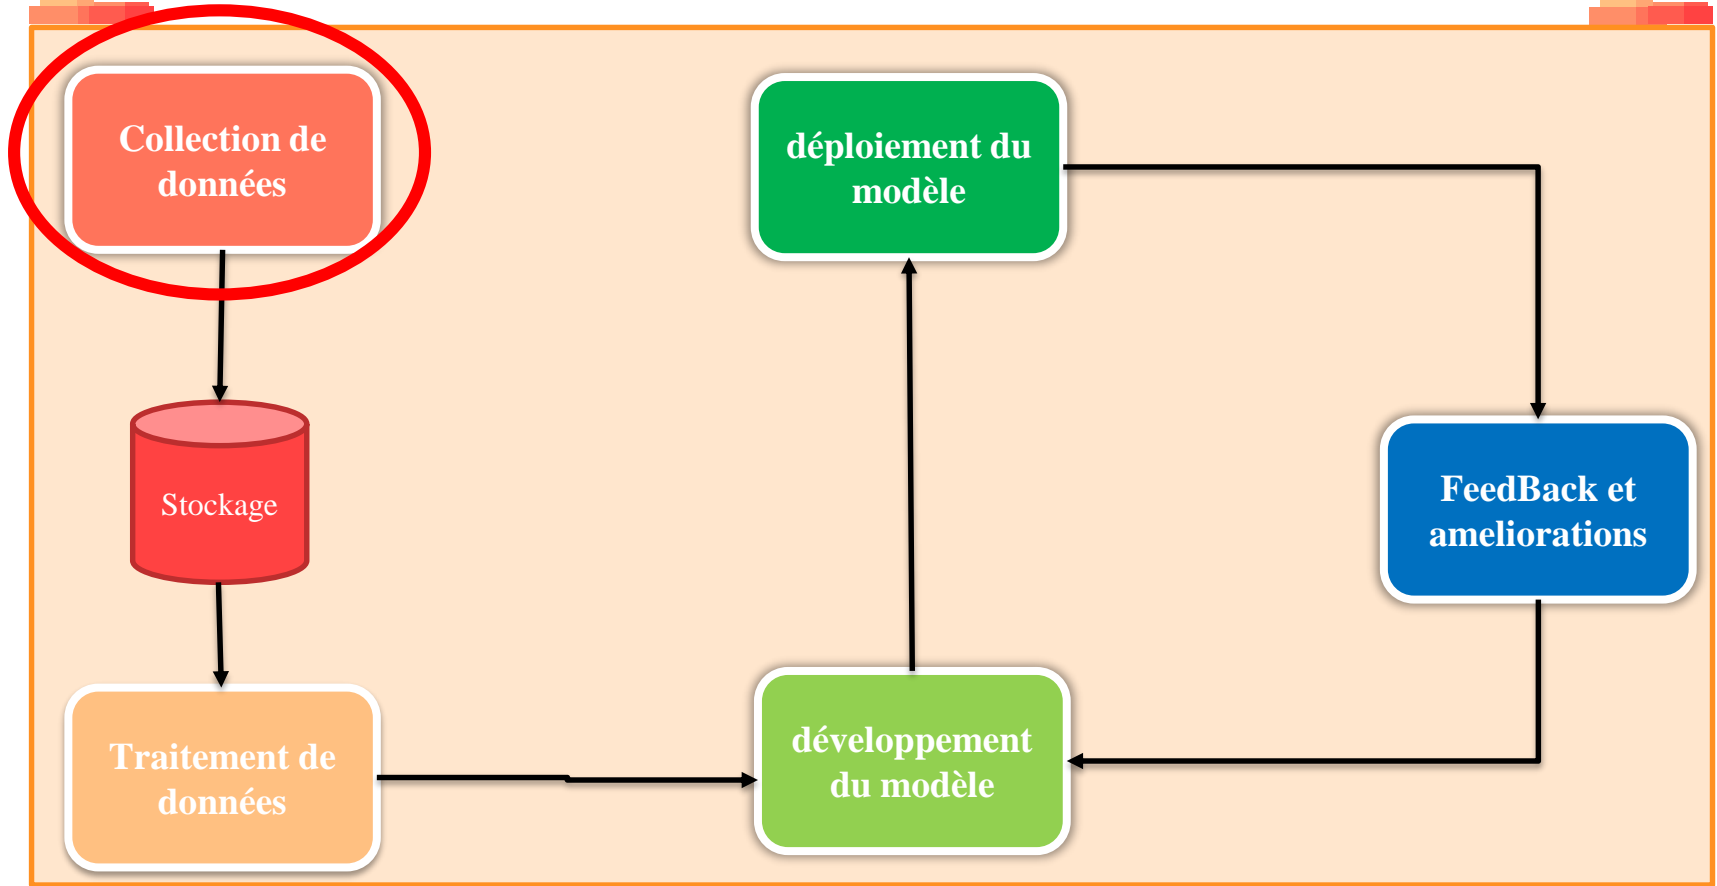 Collection de
données
déploiement du
modèle
Stockage
FeedBack et
ameliorations
Traitement de
données
développement
du modèle